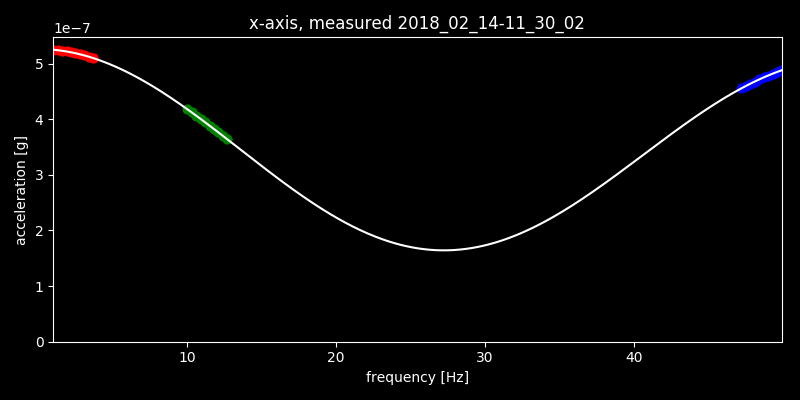 x-axis, measured 2018_02_14-11_30_02
1e−7
5
4
3
2
1
0
acceleration [g]
10 20 30 40
frequency [Hz]